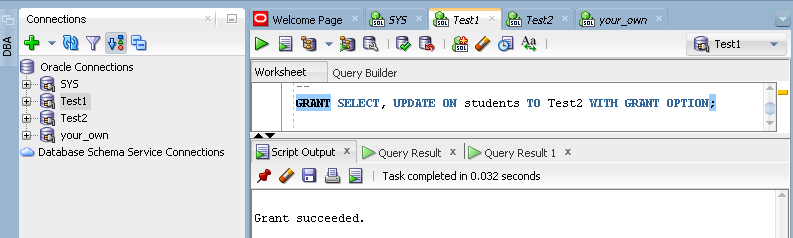 DBA
Connections
Oracle Connections
SYS
Test1
Test2
your_own
Database Schema Service Connections
Welcome Page
SYS
Test1
Test2
your_own
SQL
Aa
Test1
Worksheet
Query Builder
--
GRANT SELECT, UPDATE ON students TO Test2 WITH GRANT OPTION;
Script Output
Query Result
Query Result 1
Task completed in 0.032 seconds
Grant succeeded.